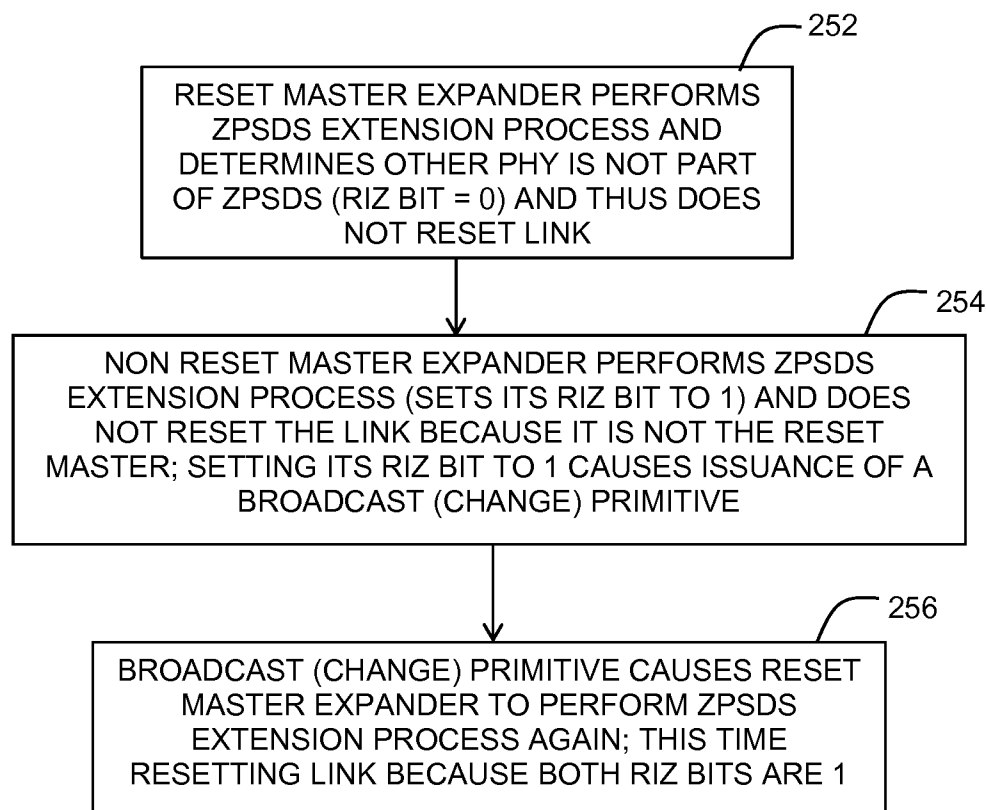 252
RESET MASTER EXPANDER PERFORMS
ZPSDS EXTENSION PROCESS AND
DETERMINES OTHER PHY IS NOT PART
OF ZPSDS (RIZ BIT = 0) AND THUS DOES
NOT RESET LINK
254
NON RESET MASTER EXPANDER PERFORMS ZPSDS
EXTENSION PROCESS (SETS ITS RIZ BIT TO 1) AND DOES
NOT RESET THE LINK BECAUSE IT IS NOT THE RESET
MASTER; SETTING ITS RIZ BIT TO 1 CAUSES ISSUANCE OF A
BROADCAST (CHANGE) PRIMITIVE
256
BROADCAST (CHANGE) PRIMITIVE CAUSES RESET
MASTER EXPANDER TO PERFORM ZPSDS
EXTENSION PROCESS AGAIN; THIS TIME
RESETTING LINK BECAUSE BOTH RIZ BITS ARE 1